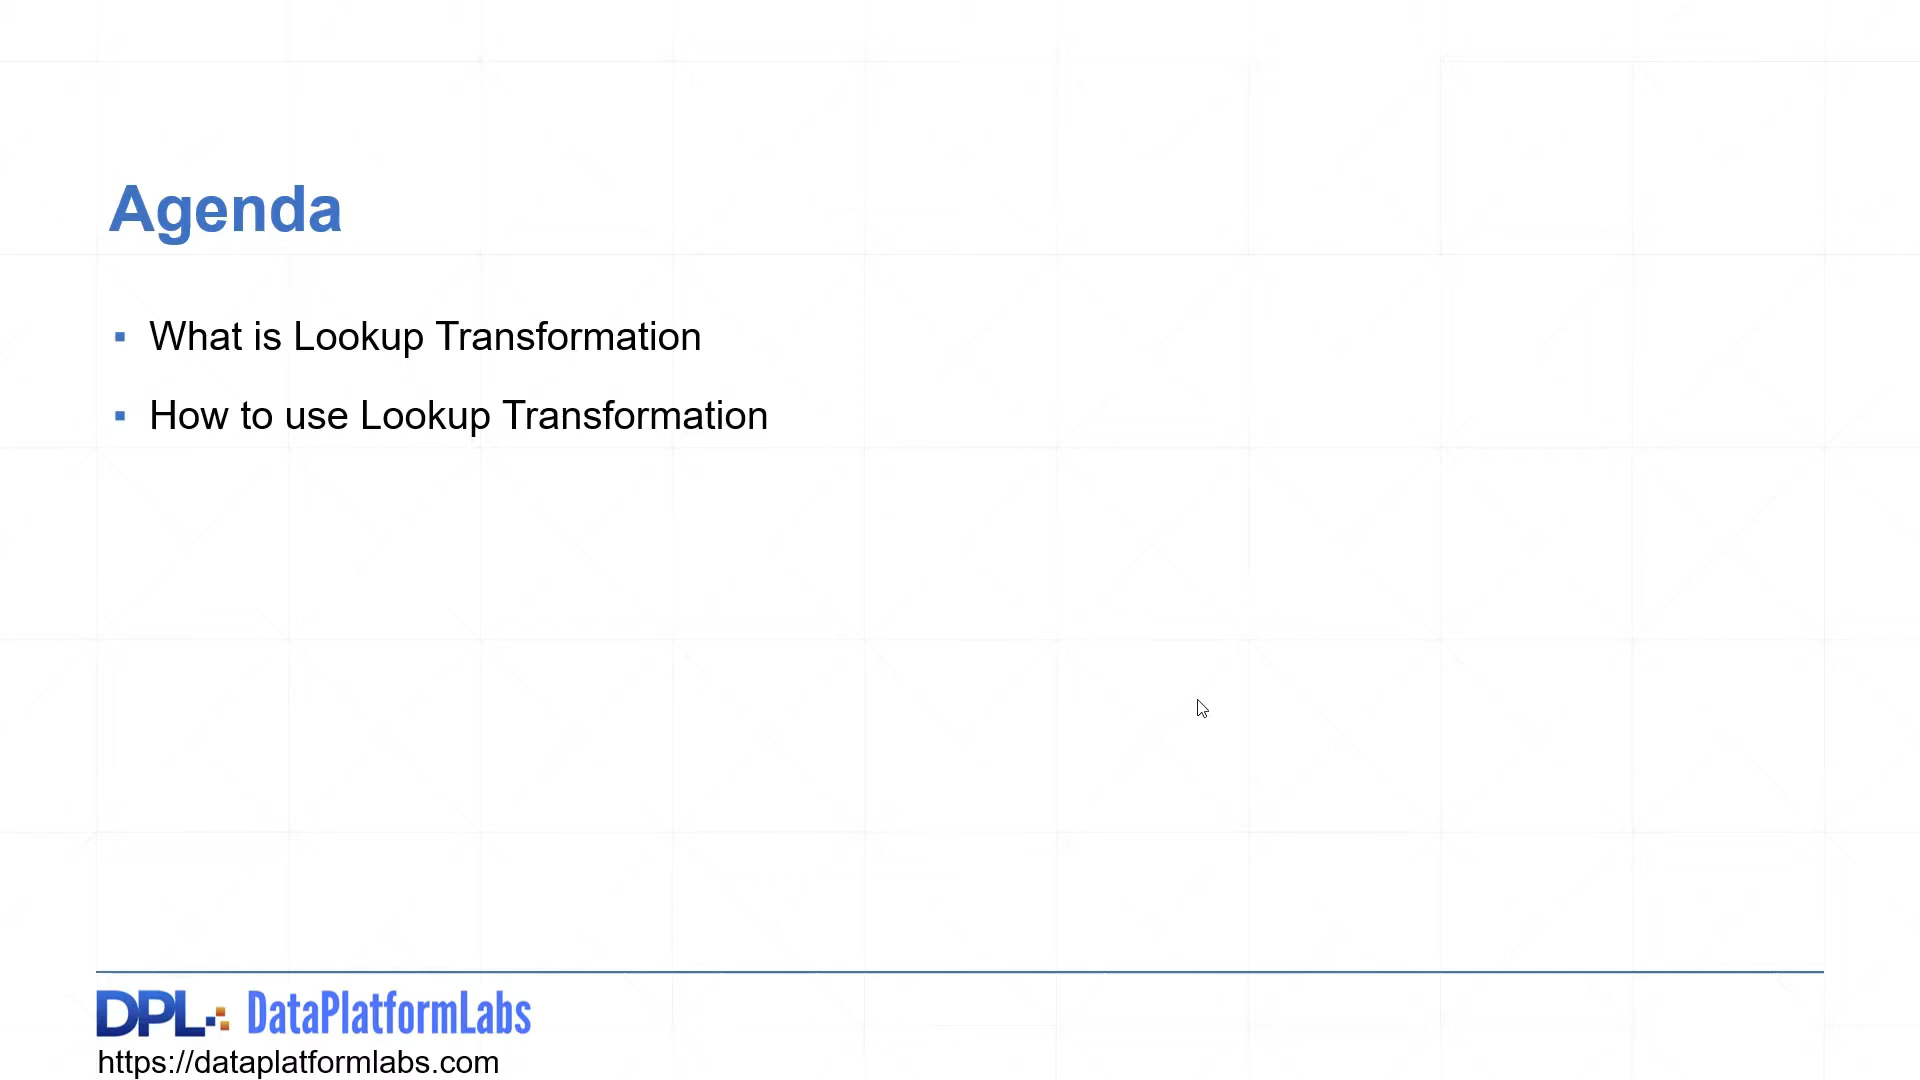 Agenda
▪ What is Lookup Transformation
▪ How to use Lookup Transformation
DPL DataPlatformLabs
https://dataplatformlabs.com